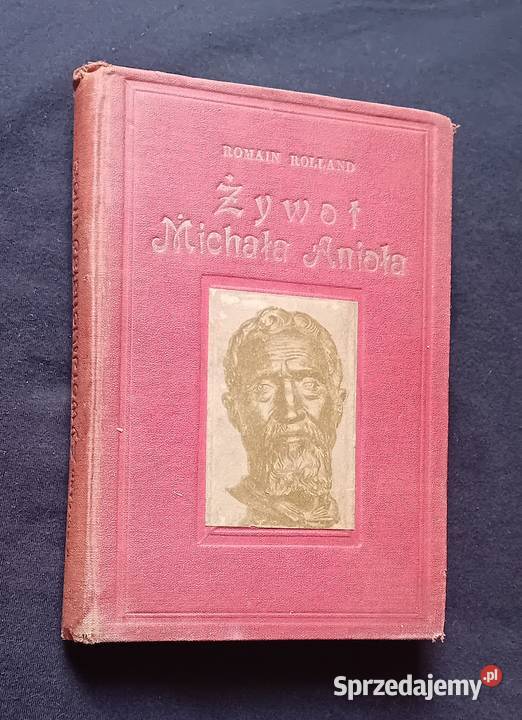 ROMAIN ROLLAND
Żywot
Michała Anioła
Sprzedajemy.pl